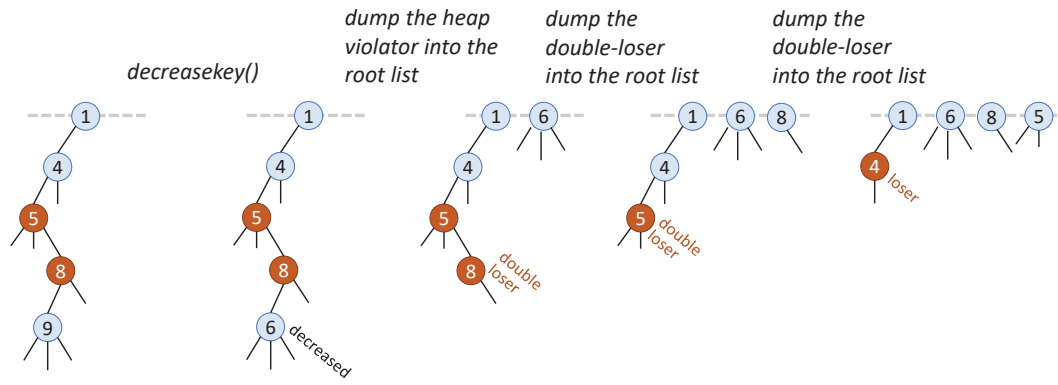 decreasekey()
dump the heap
violator into the
root list
dump the
double-loser
into the root list
dump the
double-loser
into the root list
1
4
5
8
9
1
4
5
8
6
decreased
1
6
4
5
8
double
loser
1
6
8
4
5
double
loser
1
6
8
5
4
loser